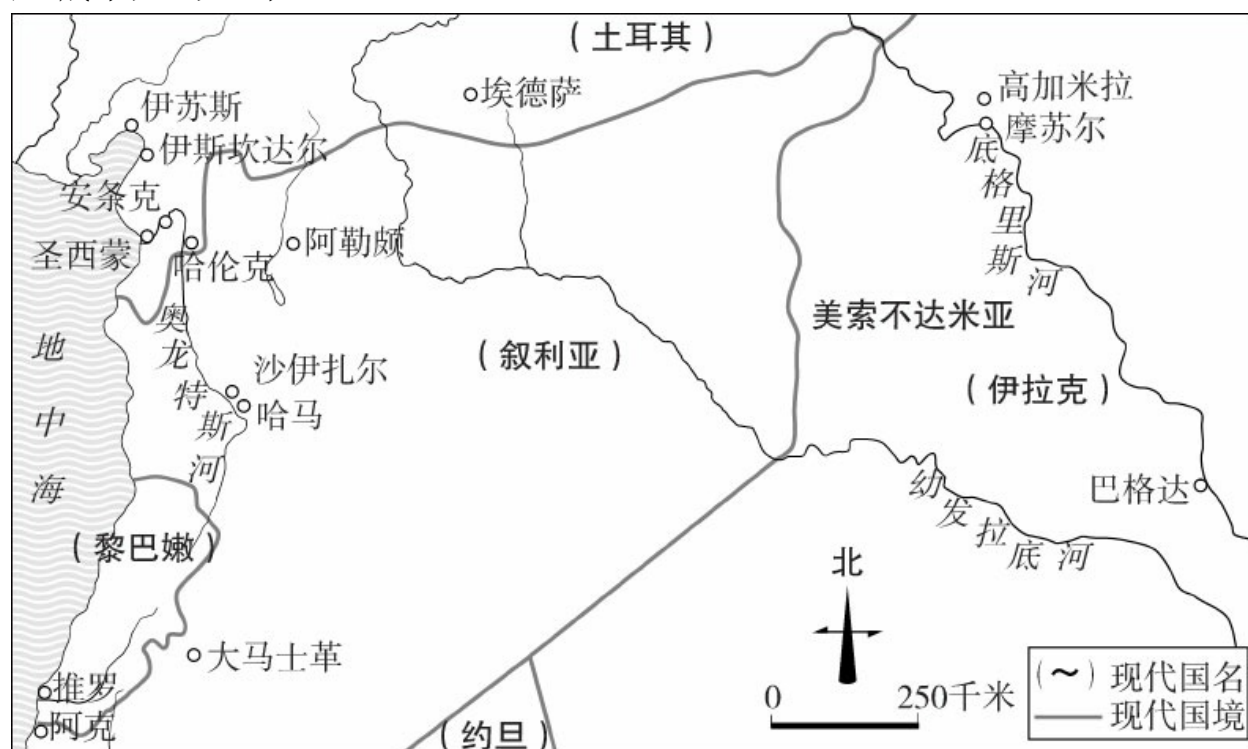 （土耳其）
埃德萨
高加米拉
摩苏尔
伊苏斯
伊斯坎达尔
底格里斯河
安条克
圣西蒙
哈伦克
阿勒颇
奥龙特斯河
美索不达米亚
地中海
（叙利亚）
沙伊扎尔
（伊拉克）
哈马
巴格达
幼发拉底河
（黎巴嫩）
北
大马士革
（～）现代国名
推罗
0 250千米
现代国境
阿克
（约旦）